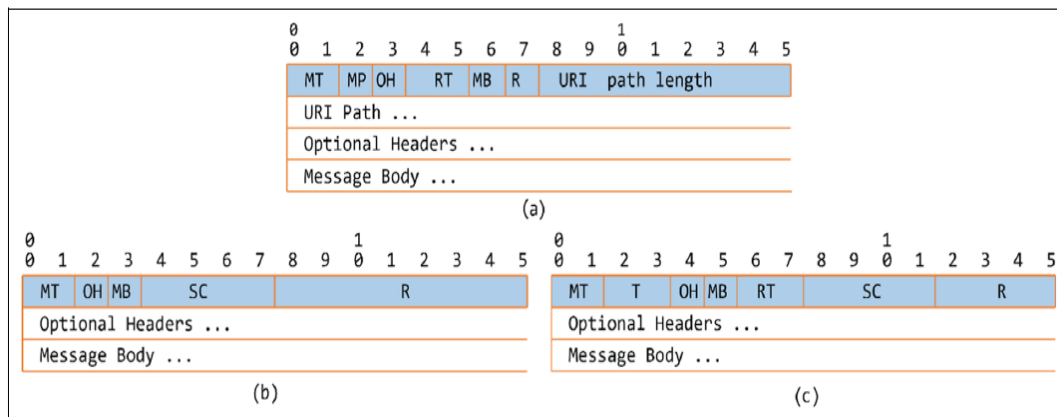 0 1
0 1 2 3 4 5 6 7 8 9 0 1 2 3 4 5
MT MP OH RT MB R URI path length
URI Path ...
Optional Headers ...
Message Body ...
(a)
0 1
0 1 2 3 4 5 6 7 8 9 0 1 2 3 4 5
MT OH MB SC R
Optional Headers ...
Message Body ...
(b)
0 1
0 1 2 3 4 5 6 7 8 9 0 1 2 3 4 5
MT T OH MB RT SC R
Optional Headers ...
Message Body ...
(c)